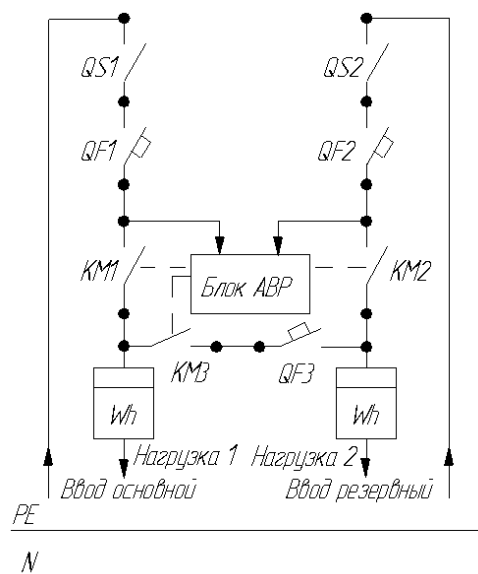 QS1 QS2
QF1 QF2
KM1 Блок АВР KM2
KM3 QF3
Wh Wh
Нагрузка 1 Нагрузка 2
Ввод основной Ввод резервный
PE
N